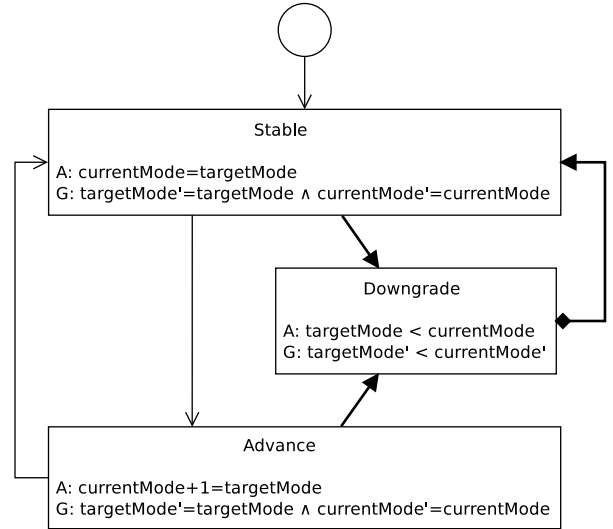 Stable
A: currentMode=targetMode
G: targetMode'=targetMode ∧ currentMode'=currentMode
Downgrade
A: targetMode < currentMode
G: targetMode' < currentMode'
Advance
A: currentMode+1=targetMode
G: targetMode'=targetMode ∧ currentMode'=currentMode